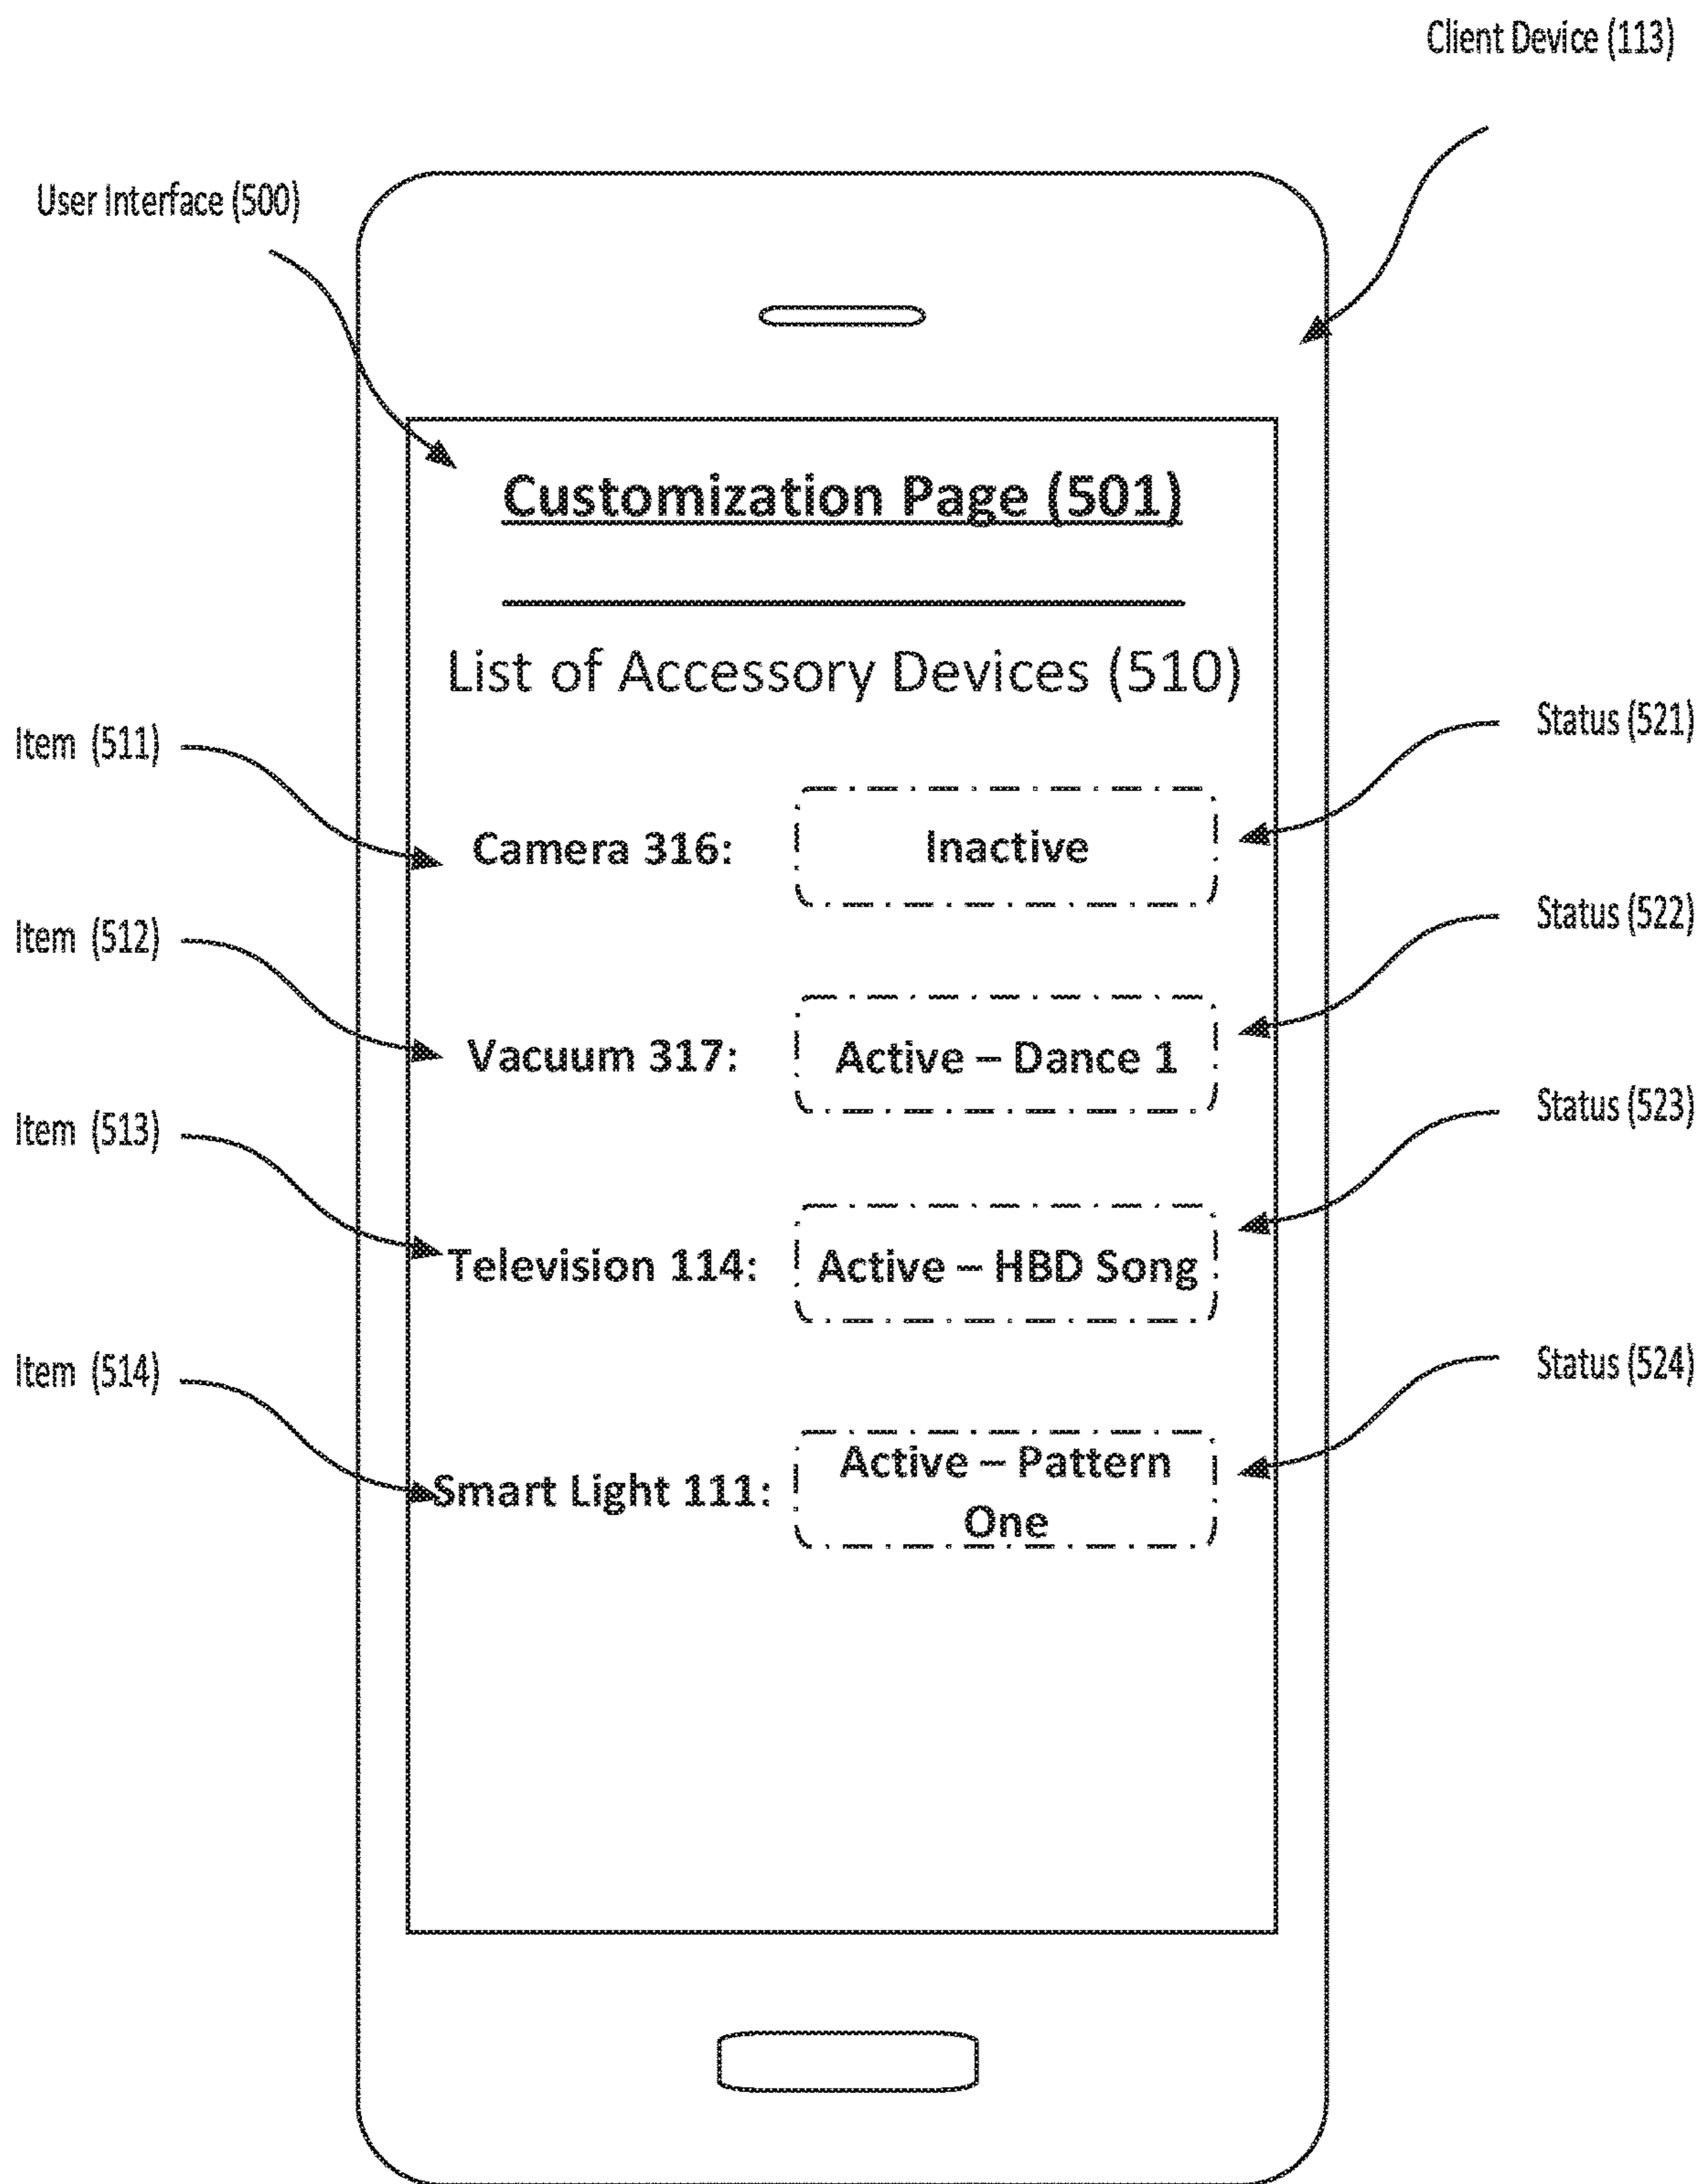 Client Device (113)
User Interface (500)
Customization Page (501)
List of Accessory Devices (510)
Item (511)
Status (521)
Camera 316:
Inactive
Item (512)
Status (522)
Vacuum 317:
Active – Dance 1
Item (513)
Status (523)
Television 114:
Active – HBD Song
Item (514)
Status (524)
Smart Light 111:
Active – Pattern
One